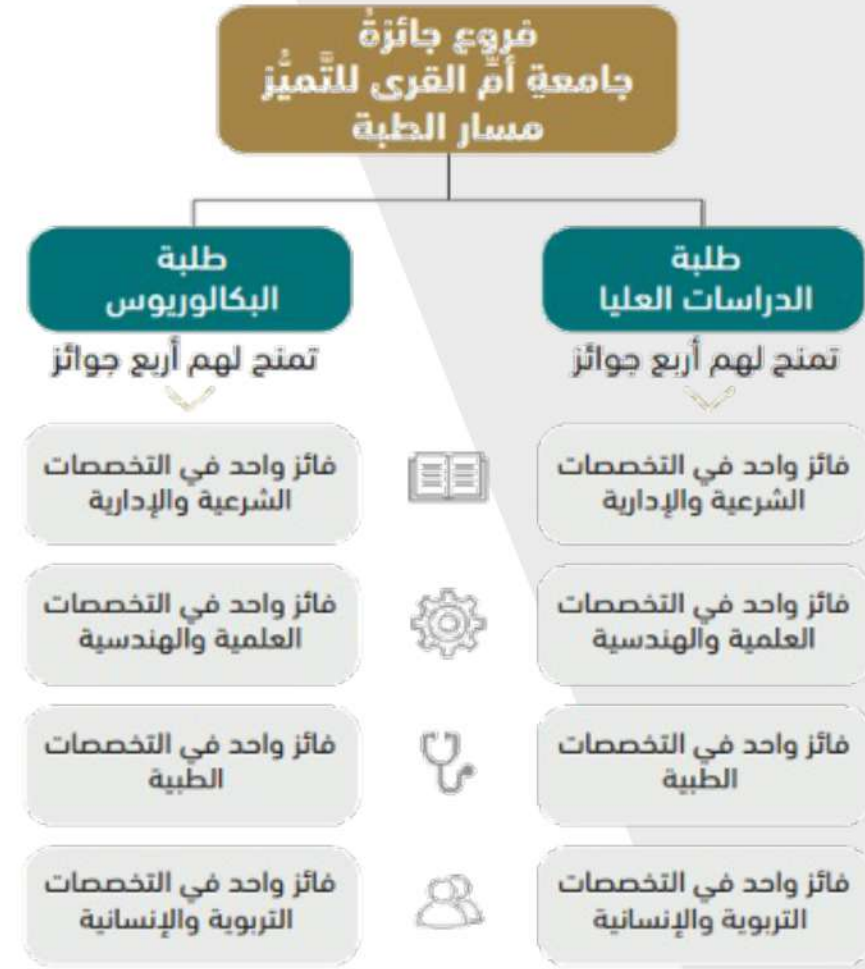 فروع جائزةُ
جامعةِ أمِّ القرى للتَّميُّز
مسار الطبة
طلبة
الدراسات العليا
تمنح لهم أربع جوائز
فائز واحد في التخصصات
الشرعية والإدارية
فائز واحد في التخصصات
العلمية والهندسية
فائز واحد في التخصصات
الطبية
فائز واحد في التخصصات
التربوية والإنسانية
طلبة
البكالوريوس
تمنح لهم أربع جوائز
فائز واحد في التخصصات
الشرعية والإدارية
فائز واحد في التخصصات
العلمية والهندسية
فائز واحد في التخصصات
الطبية
فائز واحد في التخصصات
التربوية والإنسانية